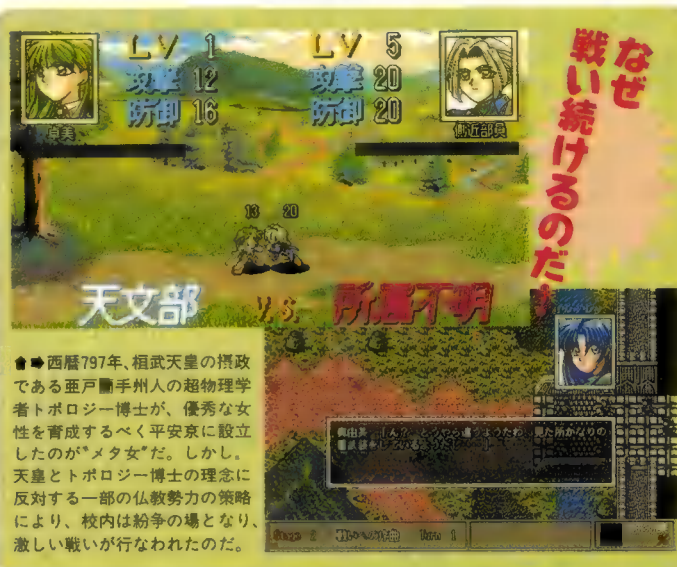 LV 1
攻撃 12
防御 16
卓美
LV 5
攻撃 20
防御 20
側近部員
なぜ
戦い続けるのだ!
13 20
天文部 V.S. 所属不明
西暦797年、相武天皇の摂政
である亜戸 手州人の超物理学
者トポロジー博士が、優秀な女
性を育成するべく平安京に設立
したのが"メタ女"だ。しかし。
天皇とトポロジー博士の理念に
反対する一部の仏教勢力の策略
により、校内は紛争の場となり、
激しい戦いが行なわれたのだ。
Stage 2 Turn 1